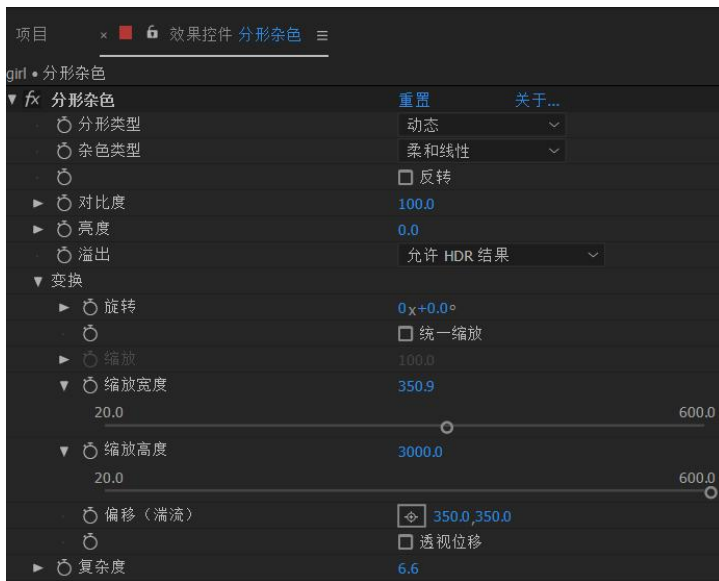 项目 × 效果控件 分形杂色 ≡
girl • 分形杂色
fx 分形杂色 重置 关于...
分形类型 动态
杂色类型 柔和线性
反转
对比度 100.0
亮度 0.0
溢出 允许 HDR 结果
变换
旋转 0x+0.0°
统一缩放
缩放 100.0
缩放宽度 350.9
20.0 600.0
缩放高度 3000.0
20.0 600.0
偏移（湍流） 350.0,350.0
透视位移
复杂度 6.6